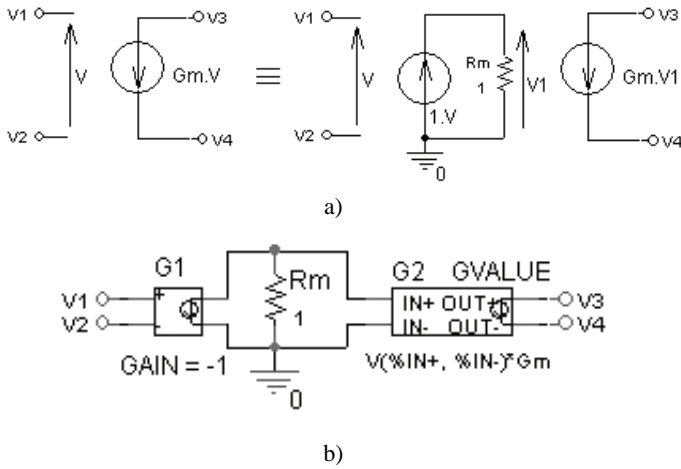 V1
V2
V
Gm.V
V3
V4
≡
V1
V2
V
1.V
Rm
1
V1
Gm.V1
V3
V4
0
a)
G1
V1
V2
+
-
GAIN = -1
Rm
1
0
G2 GVALUE
IN+ OUT+
IN- OUT-
V3
V4
V(%IN+, %IN-)*Gm
b)